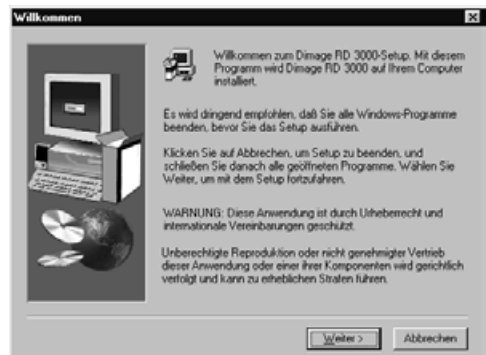 Willkommen
Willkommen zum Dimage RD 3000-Setup. Mit diesem
Programm wird Dimage RD 3000 auf Ihrem Computer
installiert.
Es wird dringend empfohlen, daß Sie alle Windows-Programme
beenden, bevor Sie das Setup ausführen.
Klicken Sie auf Abbrechen, um Setup zu beenden, und
schließen Sie danach alle geöffneten Programme. Wählen Sie
Weiter, um mit dem Setup fortzufahren.
WARNUNG: Diese Anwendung ist durch Urheberrecht und
internationale Vereinbarungen geschützt.
Unberechtigte Reproduktion oder nicht genehmigter Vertrieb
dieser Anwendung oder einer ihrer Komponenten wird gerichtlich
verfolgt und kann zu erheblichen Strafen führen.
Weiter >
Abbrechen